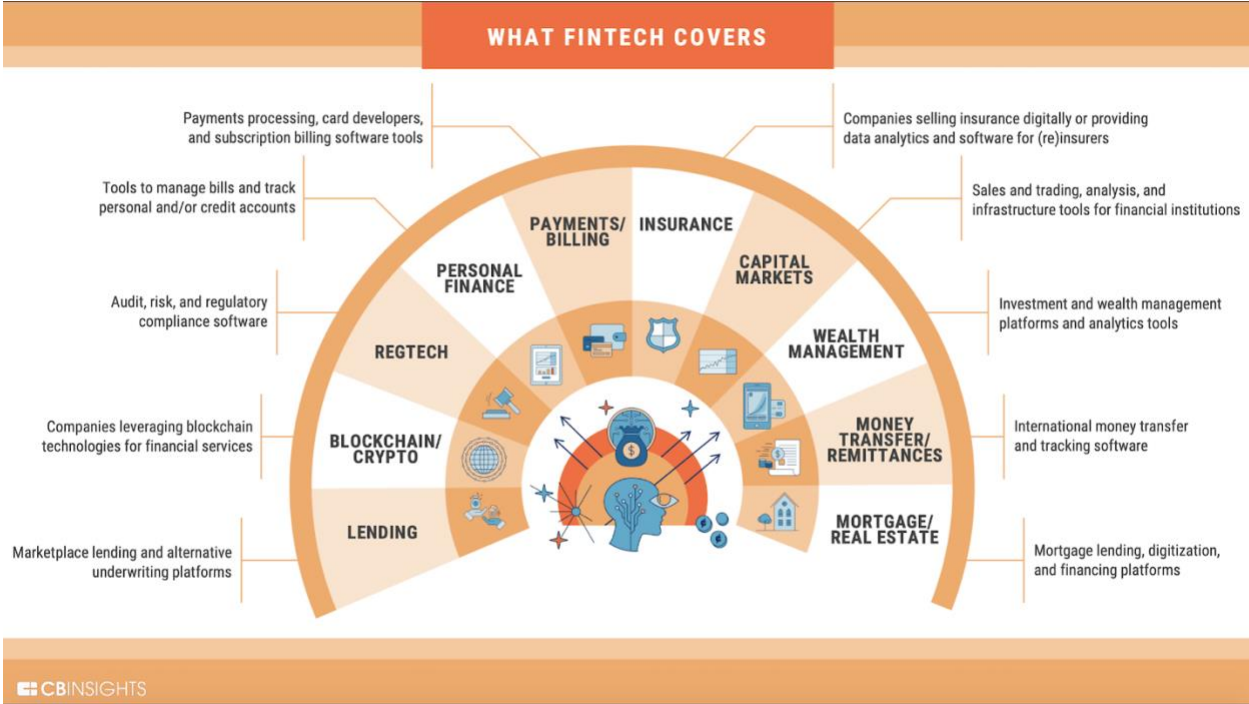 WHAT FINTECH COVERS
Payments processing, card developers,
and subscription billing software tools
Companies selling insurance digitally or providing
data analytics and software for (re)insurers
Tools to manage bills and track
personal and/or credit accounts
Sales and trading, analysis, and
infrastructure tools for financial institutions
Audit, risk, and regulatory
compliance software
Investment and wealth management
platforms and analytics tools
Companies leveraging blockchain
technologies for financial services
International money transfer
and tracking software
Marketplace lending and alternative
underwriting platforms
Mortgage lending, digitization,
and financing platforms
LENDING
BLOCKCHAIN/
CRYPTO
REGTECH
PERSONAL
FINANCE
PAYMENTS/
BILLING
INSURANCE
CAPITAL
MARKETS
WEALTH
MANAGEMENT
MONEY
TRANSFER/
REMITTANCES
MORTGAGE/
REAL ESTATE
CBINSIGHTS